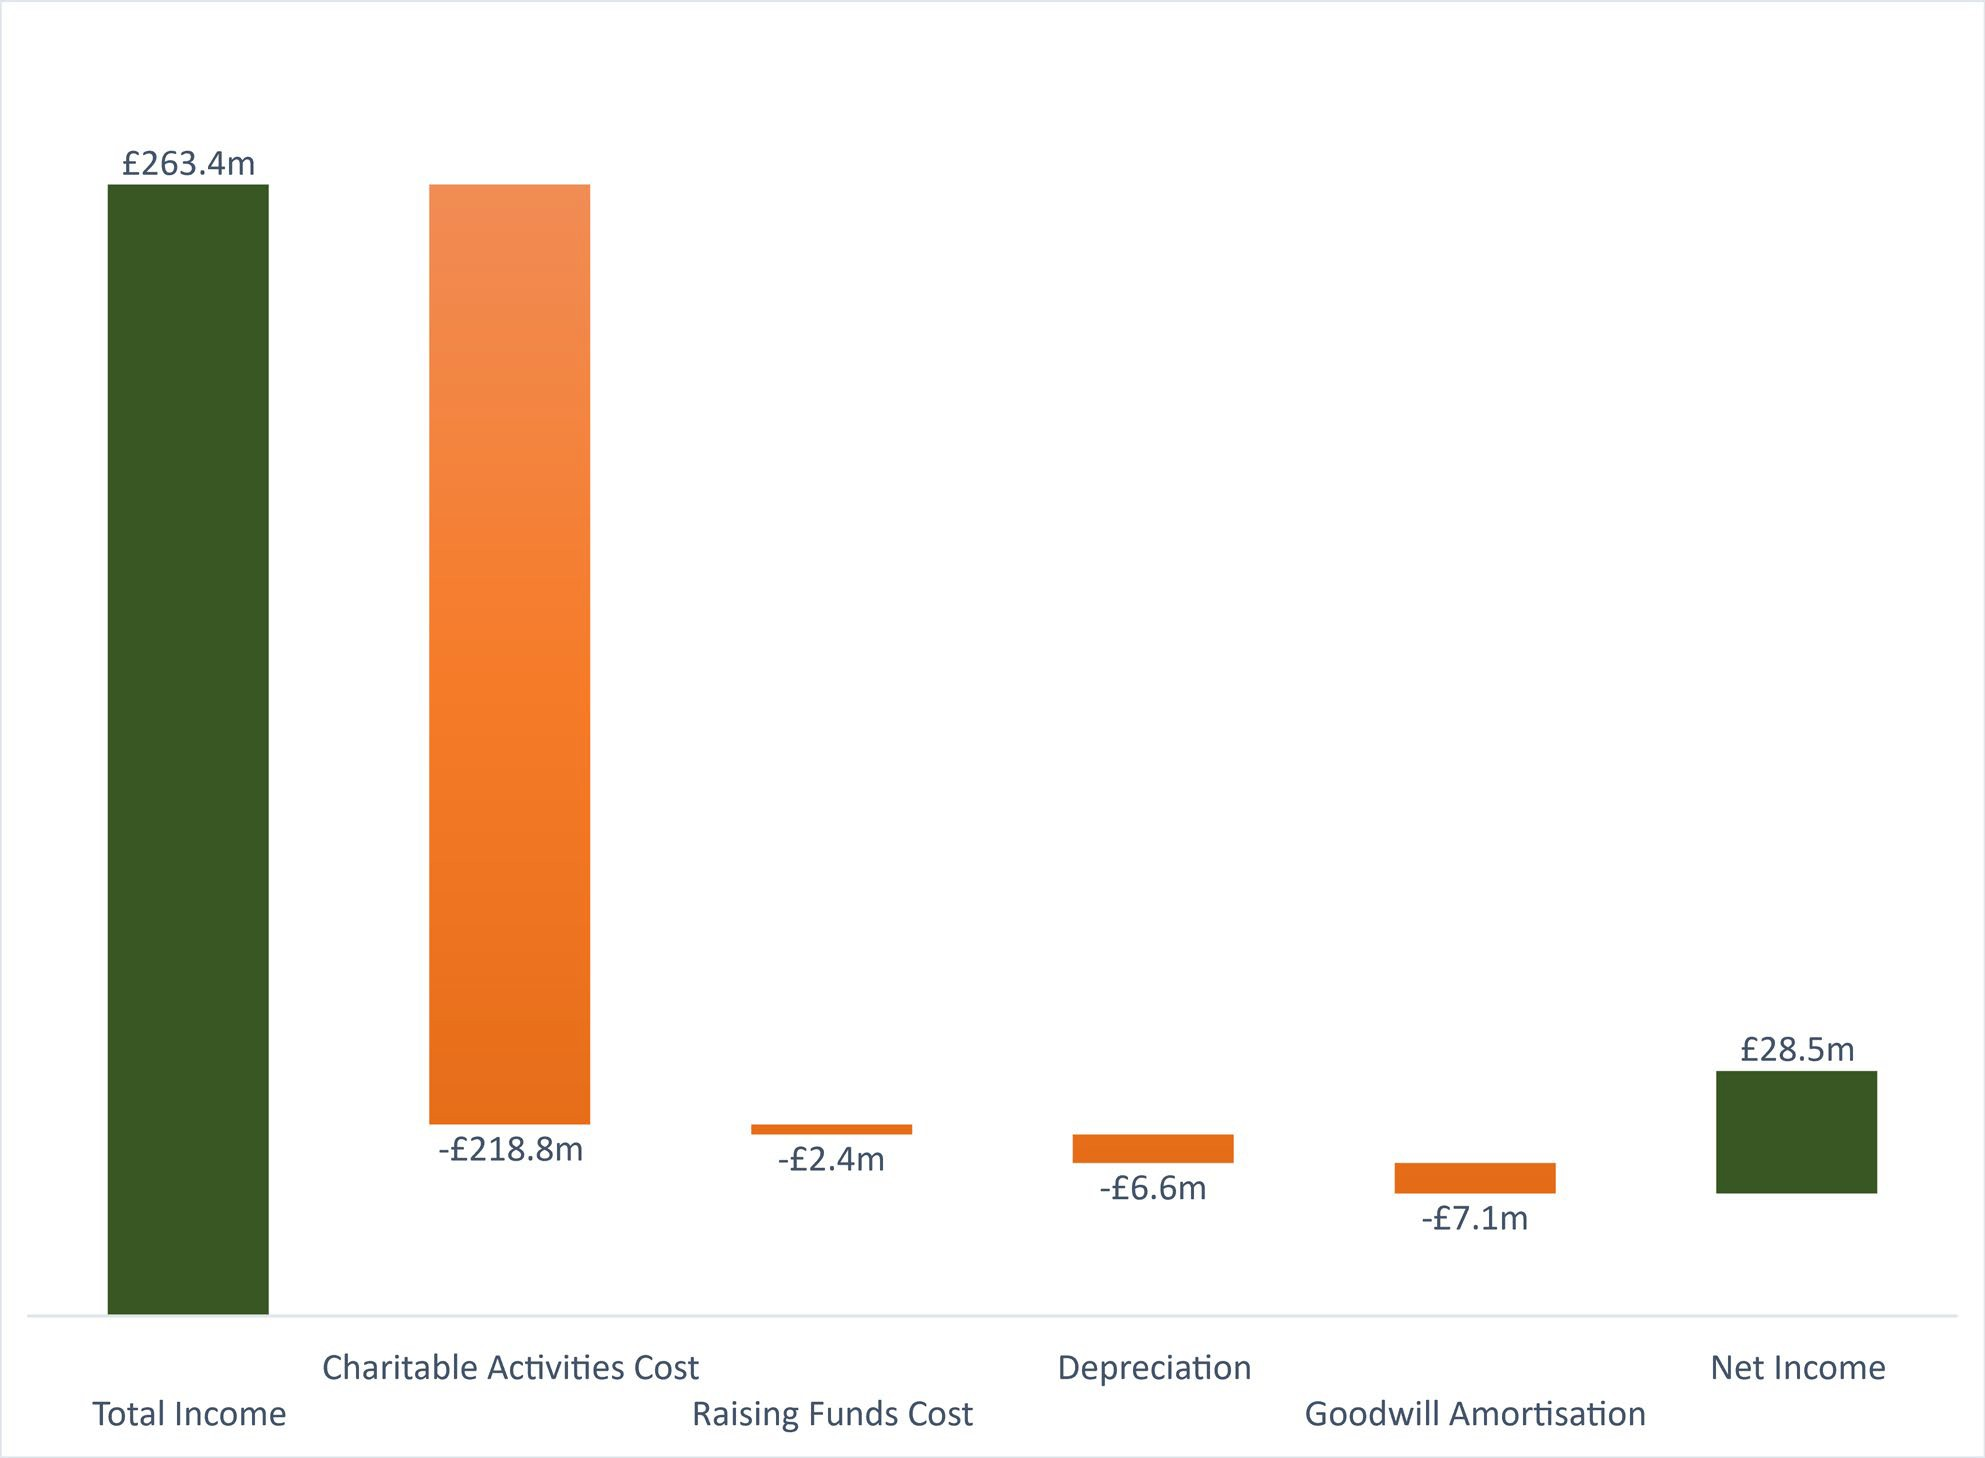 £263.4m
-£218.8m
-£2.4m
-£6.6m
-£7.1m
£28.5m
Total Income
Charitable Activities Cost
Raising Funds Cost
Depreciation
Goodwill Amortisation
Net Income